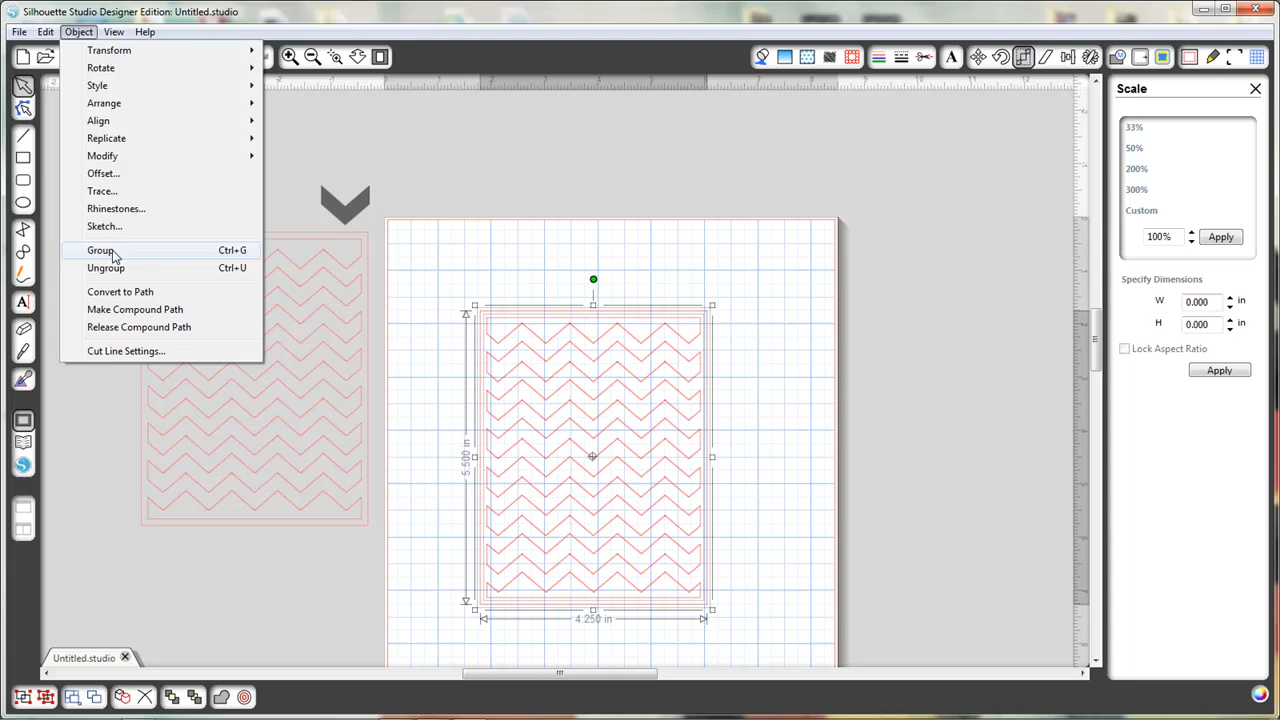 Silhouette Studio Designer Edition: Untitled.studio
File Edit Object View Help
Transform
Rotate
Style
Arrange
Align
Replicate
Modify
Offset...
Trace...
Rhinestones...
Sketch...
Group Ctrl+G
Ungroup Ctrl+U
Convert to Path
Make Compound Path
Release Compound Path
Cut Line Settings...
5.500 in
4.250 in
Scale
33%
50%
200%
300%
Custom
100% Apply
Specify Dimensions
W 0.000 in
H 0.000 in
Lock Aspect Ratio
Apply
Untitled.studio